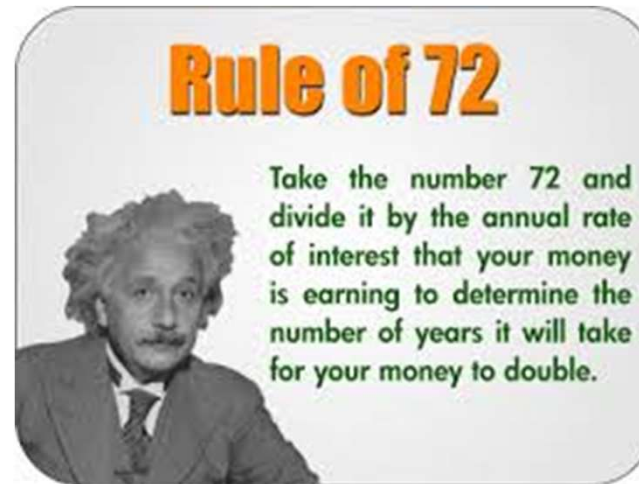 Rule of 72
Take the number 72 and
divide it by the annual rate
of interest that your money
is earning to determine the
number of years it will take
for your money to double.